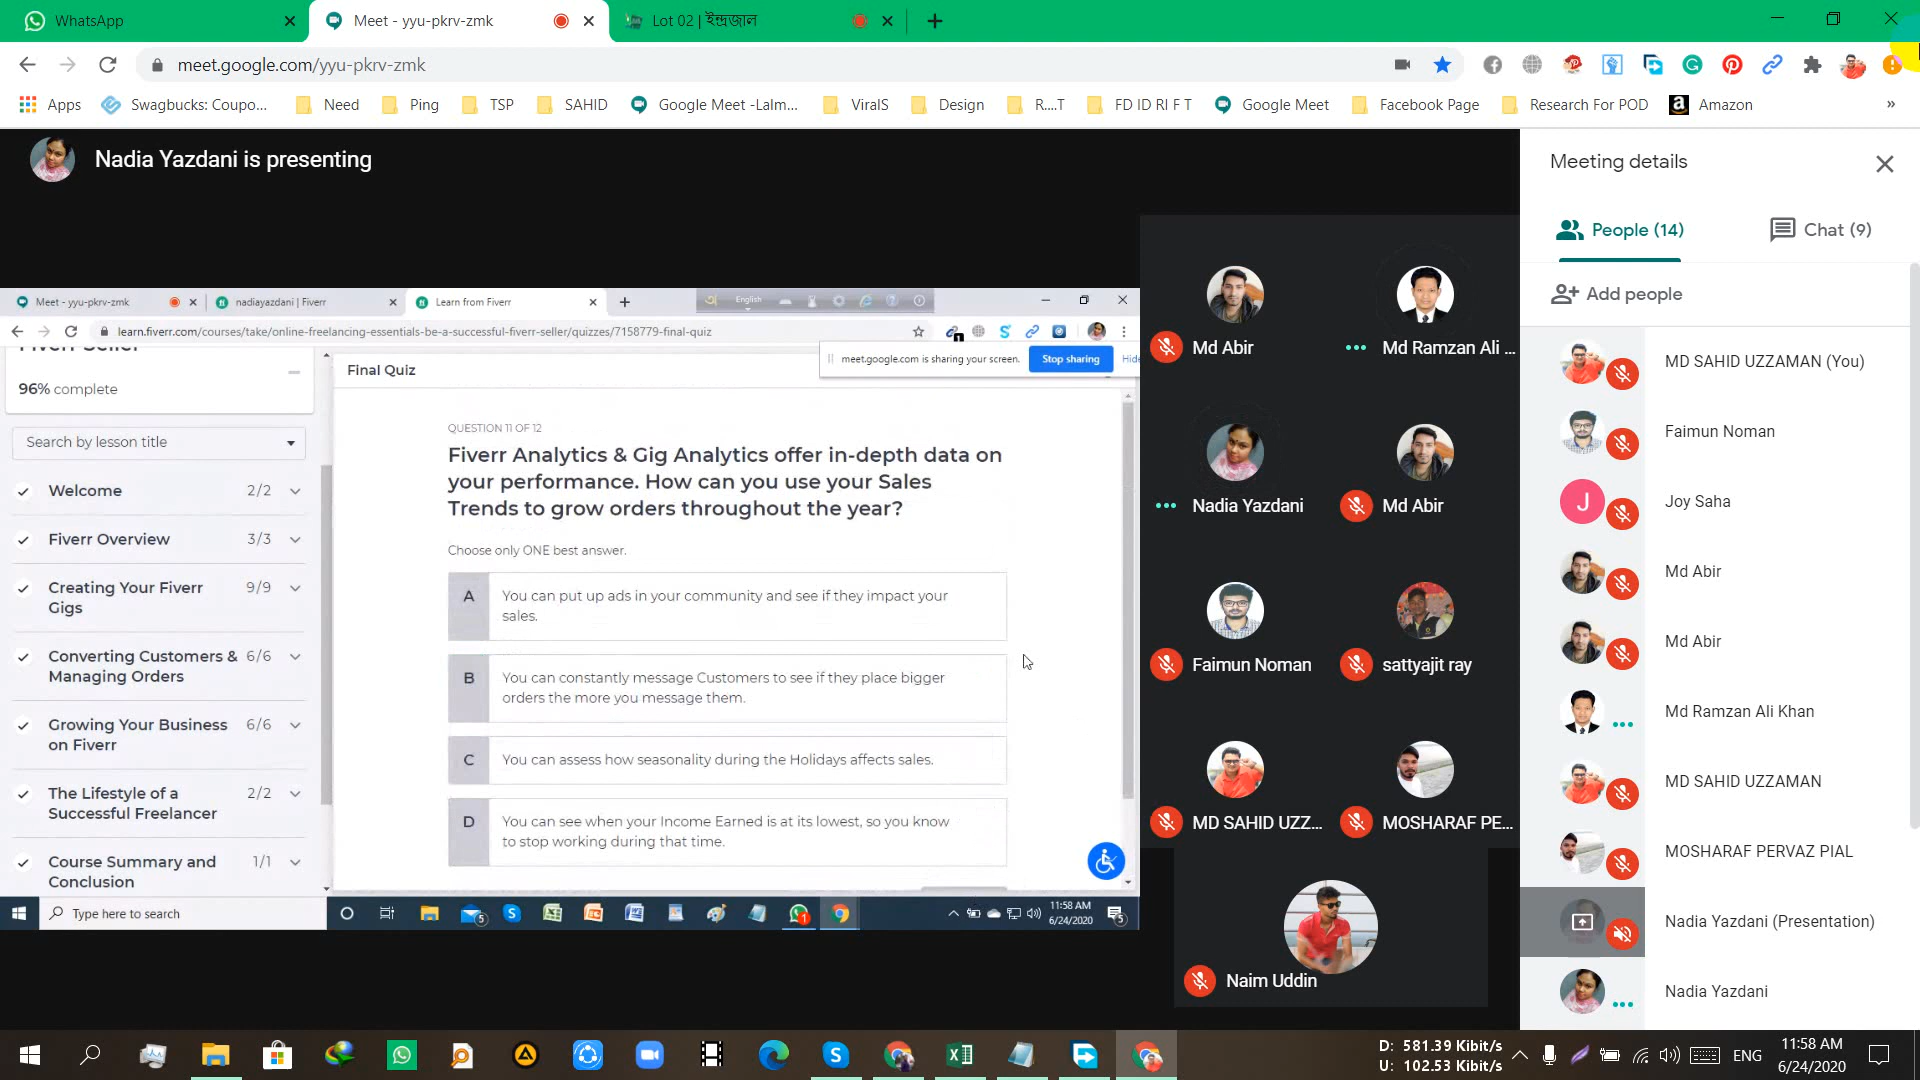 WhatsApp
Meet - yyu-pkrv-zmk
Lot 02 | ইন্দ্রজাল
meet.google.com/yyu-pkrv-zmk
Apps
Swagbucks: Coupo...
Need
Ping
TSP
SAHID
Google Meet -Lalm...
ViralS
Design
R....T
FD ID RI F T
Google Meet
Facebook Page
Research For POD
Amazon
»
Nadia Yazdani is presenting
Meet - yyu-pkrv-zmk
nadiayazdani | Fiverr
Learn from Fiverr
English
learn.fiverr.com/courses/take/online-freelancing-essentials-be-a-successful-fiverr-seller/quizzes/7158779-final-quiz
meet.google.com is sharing your screen.
Stop sharing
Hide
96% complete
Search by lesson title
Welcome 2/2
Fiverr Overview 3/3
Creating Your Fiverr 9/9
Gigs
Converting Customers & 6/6
Managing Orders
Growing Your Business 6/6
on Fiverr
The Lifestyle of a 2/2
Successful Freelancer
Course Summary and 1/1
Conclusion
Final Quiz
QUESTION 11 OF 12
Fiverr Analytics & Gig Analytics offer in-depth data on
your performance. How can you use your Sales
Trends to grow orders throughout the year?
Choose only ONE best answer.
A You can put up ads in your community and see if they impact your
sales.
B You can constantly message Customers to see if they place bigger
orders the more you message them.
C You can assess how seasonality during the Holidays affects sales.
D You can see when your Income Earned is at its lowest, so you know
to stop working during that time.
Type here to search
5
1
11:58 AM
6/24/2020
5
Md Abir
Md Ramzan Ali ...
Nadia Yazdani
Md Abir
Faimun Noman
sattyajit ray
MD SAHID UZZ...
MOSHARAF PE...
Naim Uddin
Meeting details
People (14)
Chat (9)
Add people
MD SAHID UZZAMAN (You)
Faimun Noman
J
Joy Saha
Md Abir
Md Abir
Md Ramzan Ali Khan
MD SAHID UZZAMAN
MOSHARAF PERVAZ PIAL
Nadia Yazdani (Presentation)
Nadia Yazdani
D: 581.39 Kibit/s
U: 102.53 Kibit/s
ENG
11:58 AM
6/24/2020